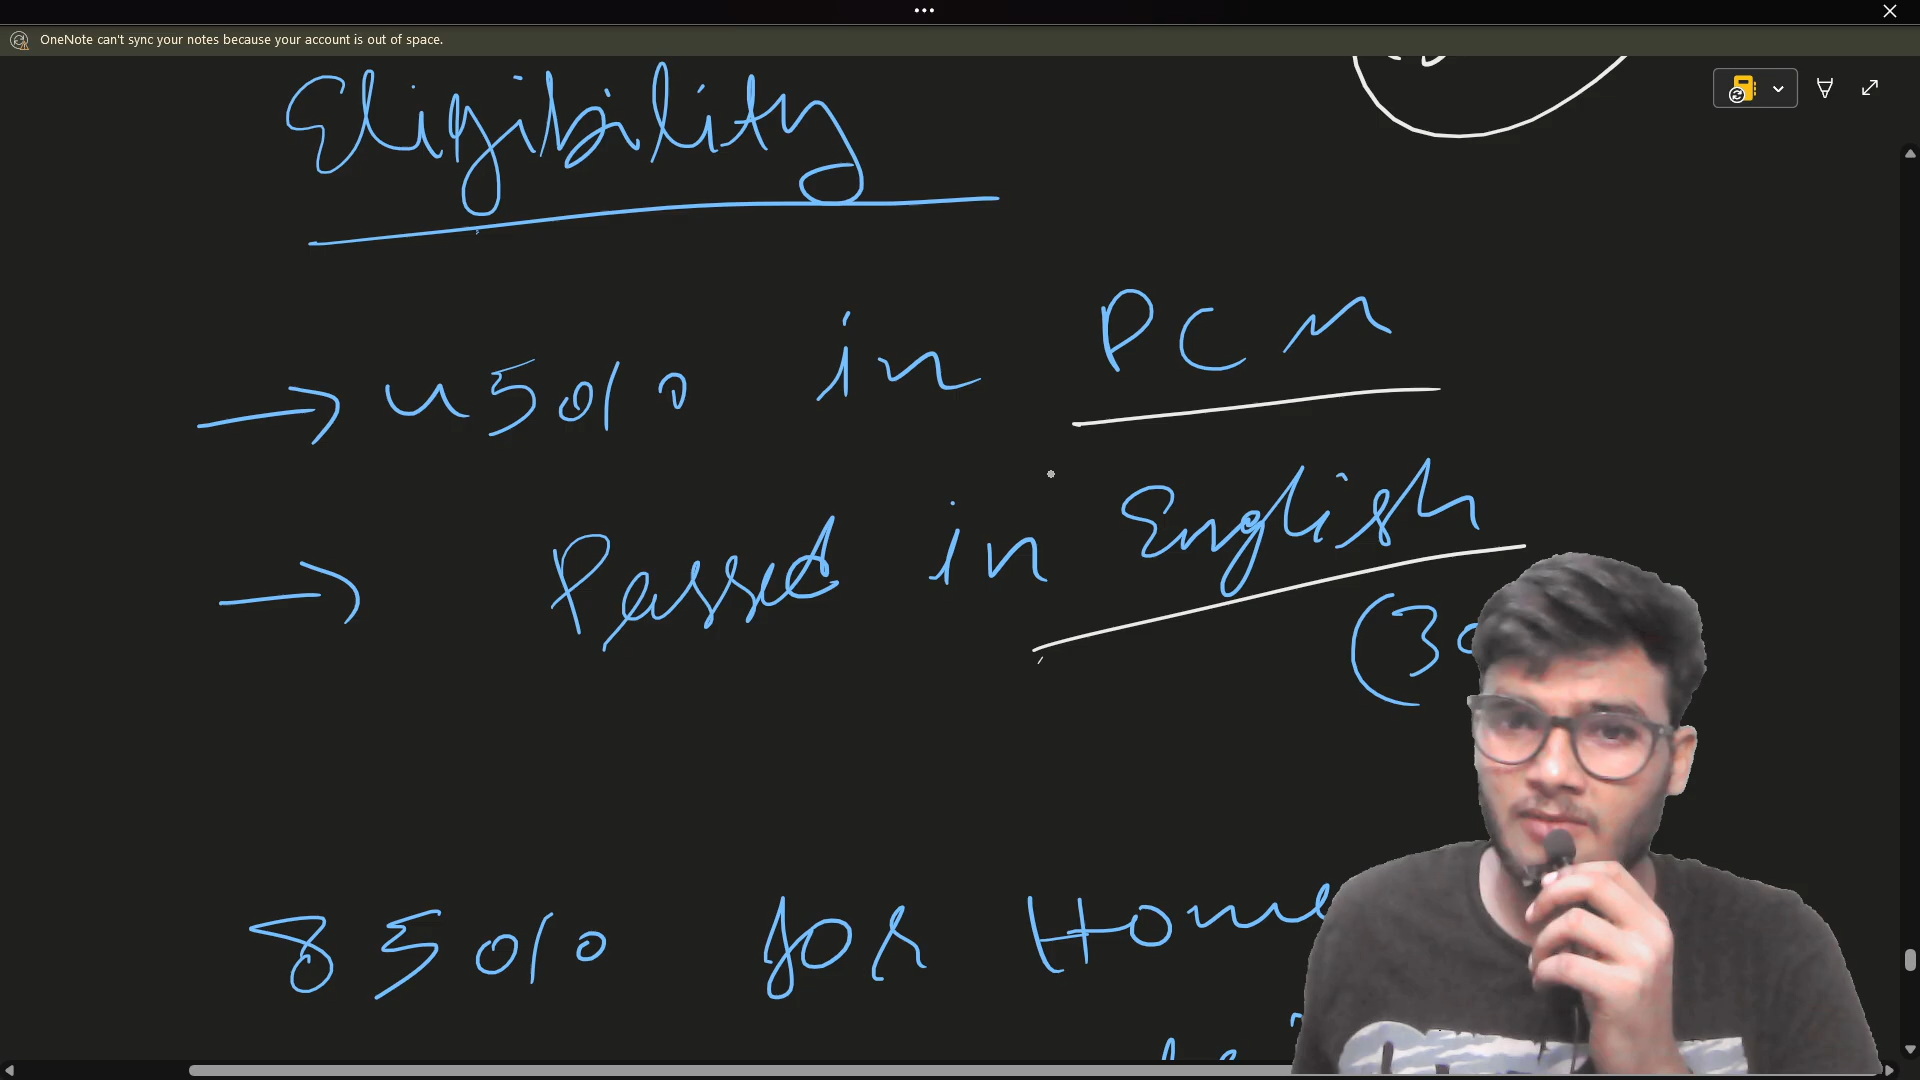 OneNote can't sync your notes because your account is out of space.
Eligibility
→ 45% in PCM
→ Passed in English
(30
85% for Home